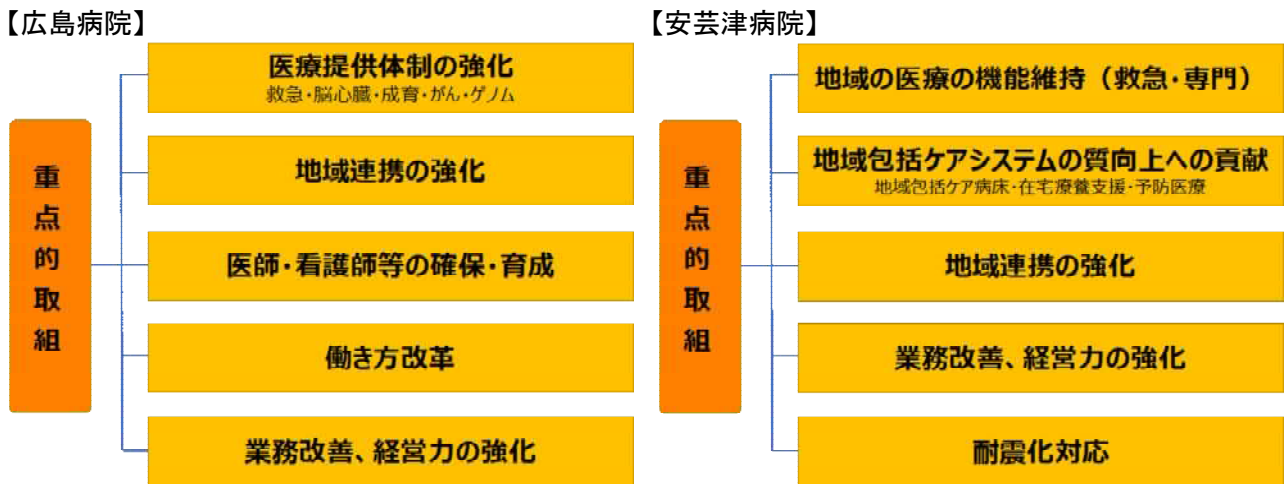 【広島病院】
重点的取組
医療提供体制の強化
救急・脳心臓・成育・がん・ゲノム
地域連携の強化
医師・看護師等の確保・育成
働き方改革
業務改善、経営力の強化
【安芸津病院】
重点的取組
地域の医療の機能維持（救急・専門）
地域包括ケアシステムの質向上への貢献
地域包括ケア病床・在宅療養支援・予防医療
地域連携の強化
業務改善、経営力の強化
耐震化対応